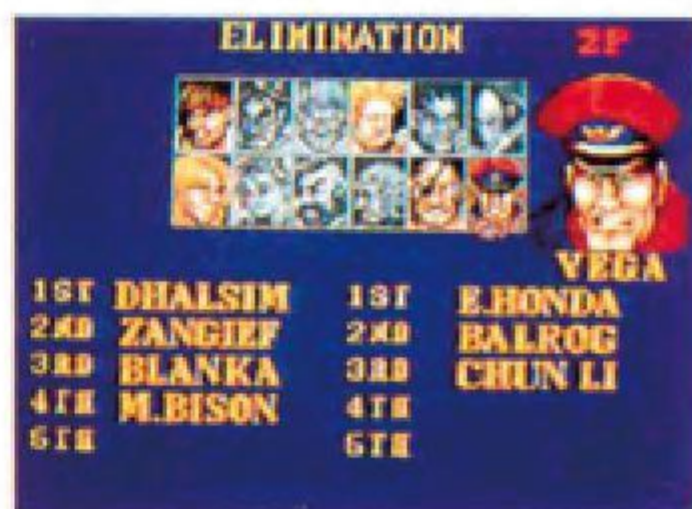 ELIMINATION 2P
VEGA
1ST DHALSIM 1ST E.HONDA
2ND ZANGIEF 2ND BALROG
3RD BLANKA 3RD CHUN LI
4TH M.BISON 4TH
5TH 5TH